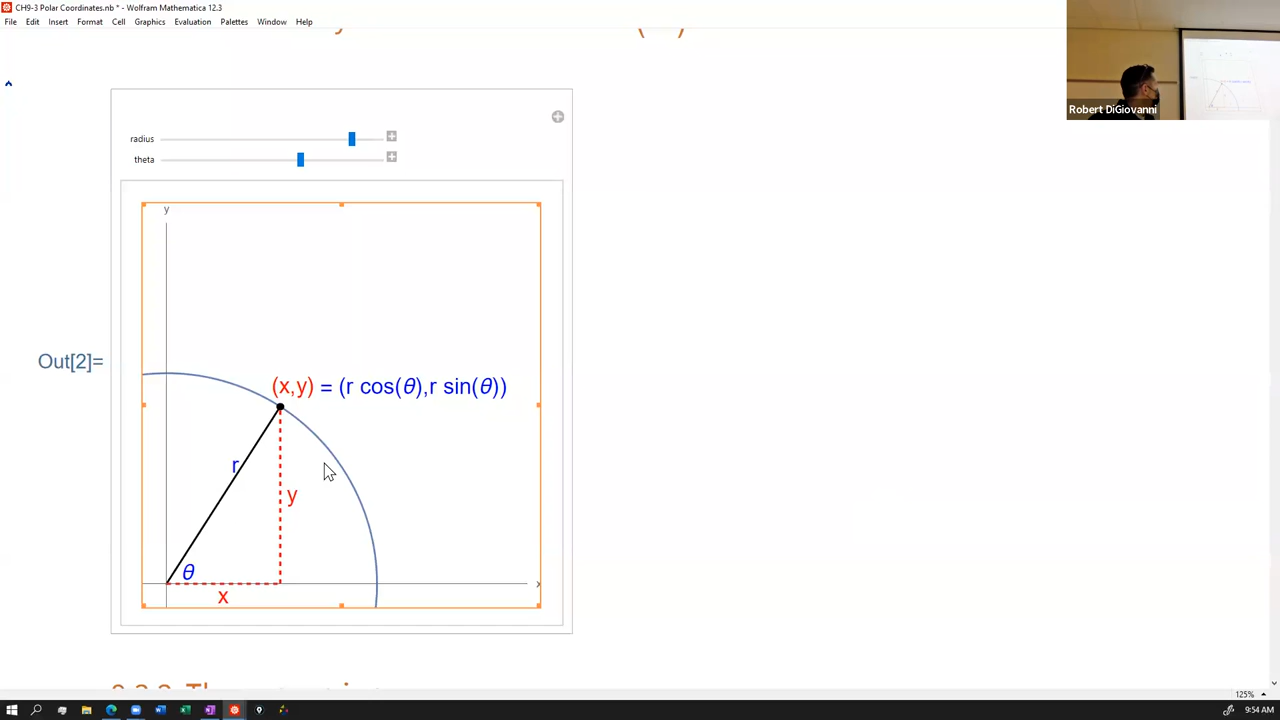 CH9-3 Polar Coordinates.nb * - Wolfram Mathematica 12.3
File Edit Insert Format Cell Graphics Evaluation Palettes Window Help
Robert DiGiovanni
radius
theta
y
Out[2]=
(x,y) = (r cos(θ),r sin(θ))
r
y
θ
x
x
125%
9:54 AM